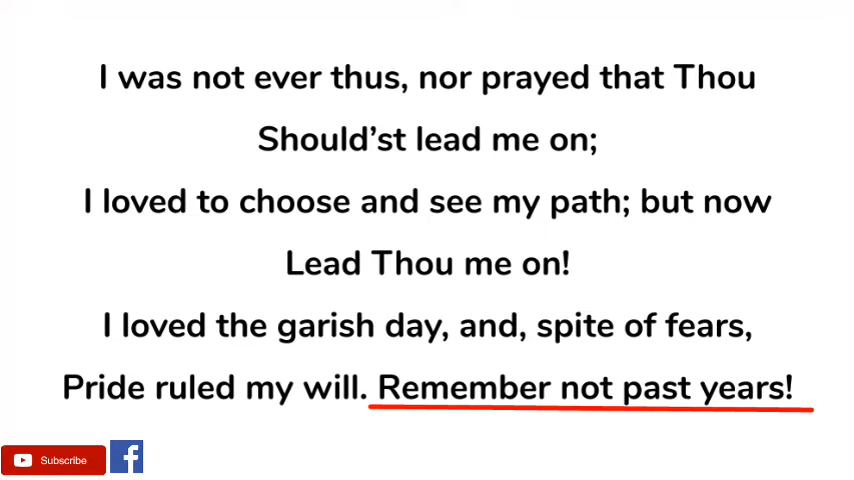 I was not ever thus, nor prayed that Thou
Should'st lead me on;
I loved to choose and see my path; but now
Lead Thou me on!
I loved the garish day, and, spite of fears,
Pride ruled my will. Remember not past years!
Subscribe
f